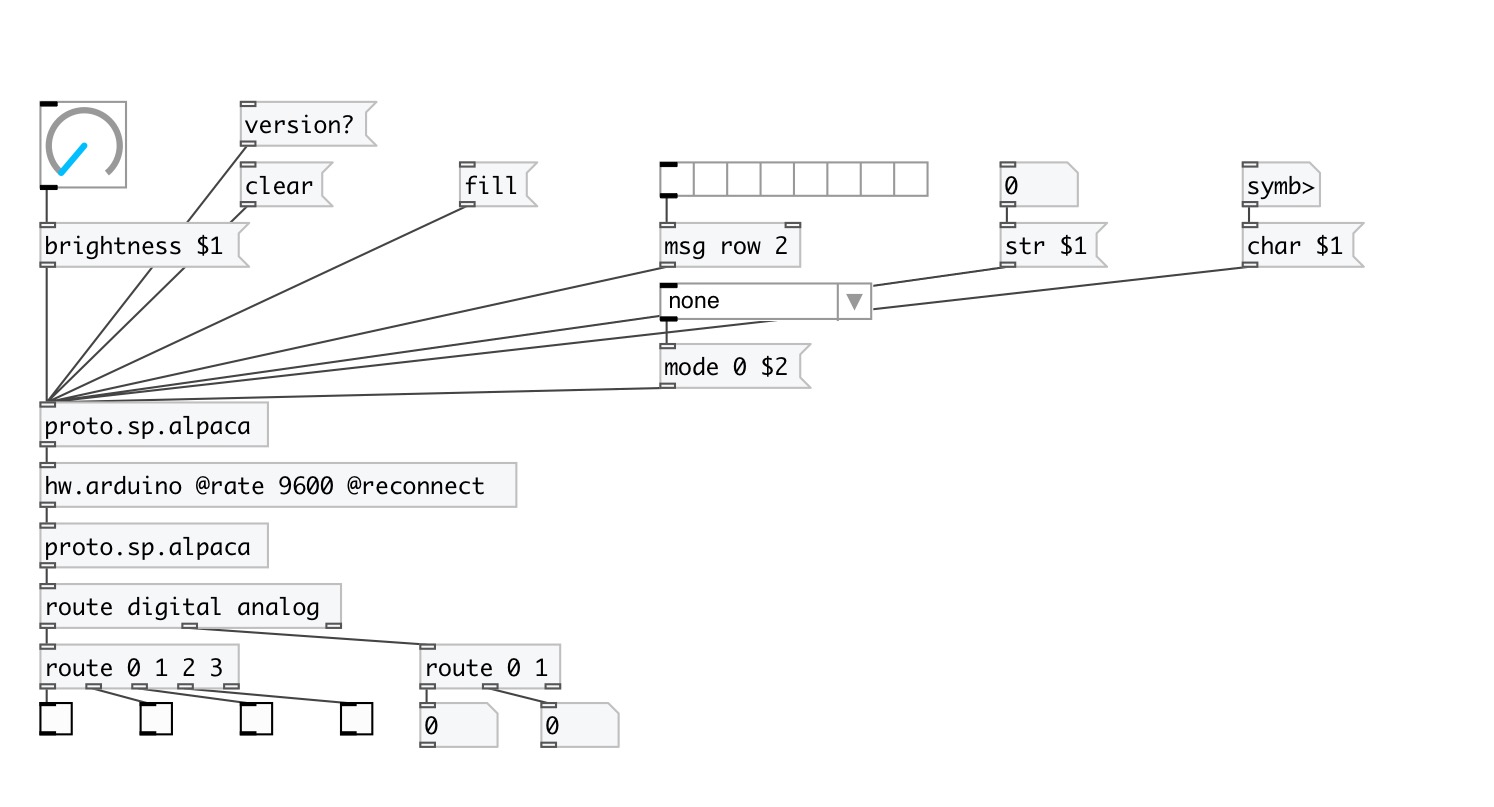 version?
clear
fill
0
symb>
brightness $1
msg row 2
str $1
char $1
none
mode 0 $2
proto.sp.alpaca
hw.arduino @rate 9600 @reconnect
proto.sp.alpaca
route digital analog
route 0 1 2 3
route 0 1
0
0